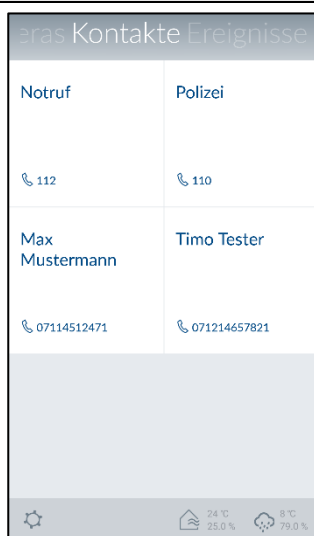 eras Kontakte Ereignisse
Notruf
Polizei
112
110
Max
Mustermann
Timo Tester
07114512471
071214657821
24 °C
25.0 %
8 °C
79.0 %